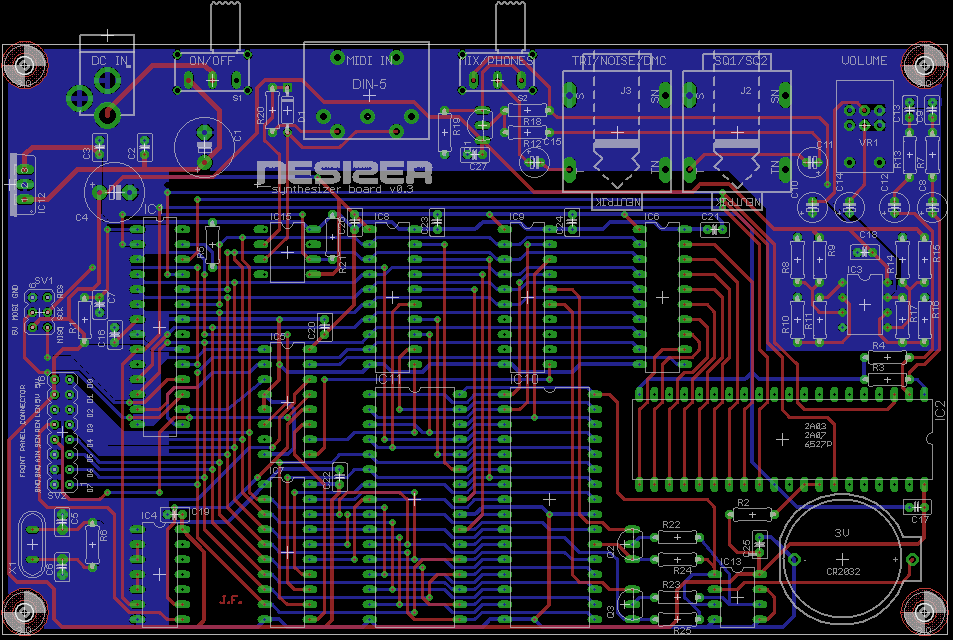 DC IN
ON/OFF
MIDI IN
DIN-5
MIX/PHONES
TRI/NOISE/DMC
SQ1/SQ2
VOLUME
S1
S2
J3
J2
S
SN
S
SN
T
TN
T
TN
NEUTRIK
NEUTRIK
R20
D1
R19
R18
R12
C15
C27
C1
C3
C2
C4
IC12
C11
C10
C14
C12
C8
C13
C9
VR1
R13
R7
NESIZER
synthesizer board v0.3
IC1
IC15
C26
IC8
C23
IC9
C24
IC6
C21
R5
R21
C18
R8
R9
R14
R15
IC3
R10
R11
R17
R16
SV1
5V MOSI GND
MISO SCK RES
C7
R1
C16
C20
IC5
R4
R3
IC11
IC10
IC2
FRONT PANEL CONNECTOR
D0
D1
D2
D3
D4
D5
D6
D7
SV2
2A03
2A07
6527P
IC7
C22
IC4
C19
C5
C6
R6
X1
J.F.
Q2
Q3
R22
R24
R23
R25
R2
C25
IC13
3V
CR2032
C17